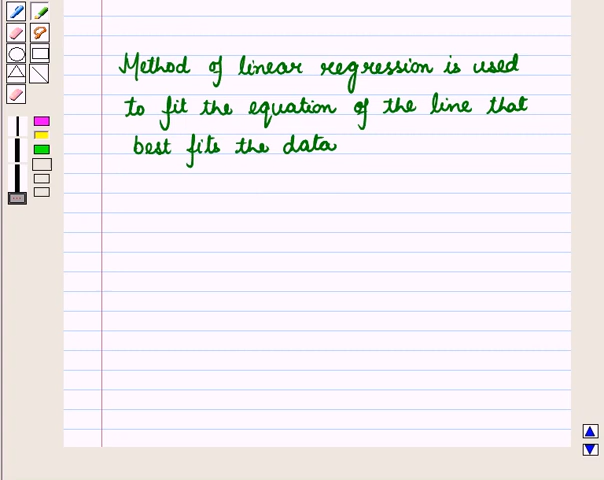 Method of linear regression is used
to fit the equation of the line that
best fits the data